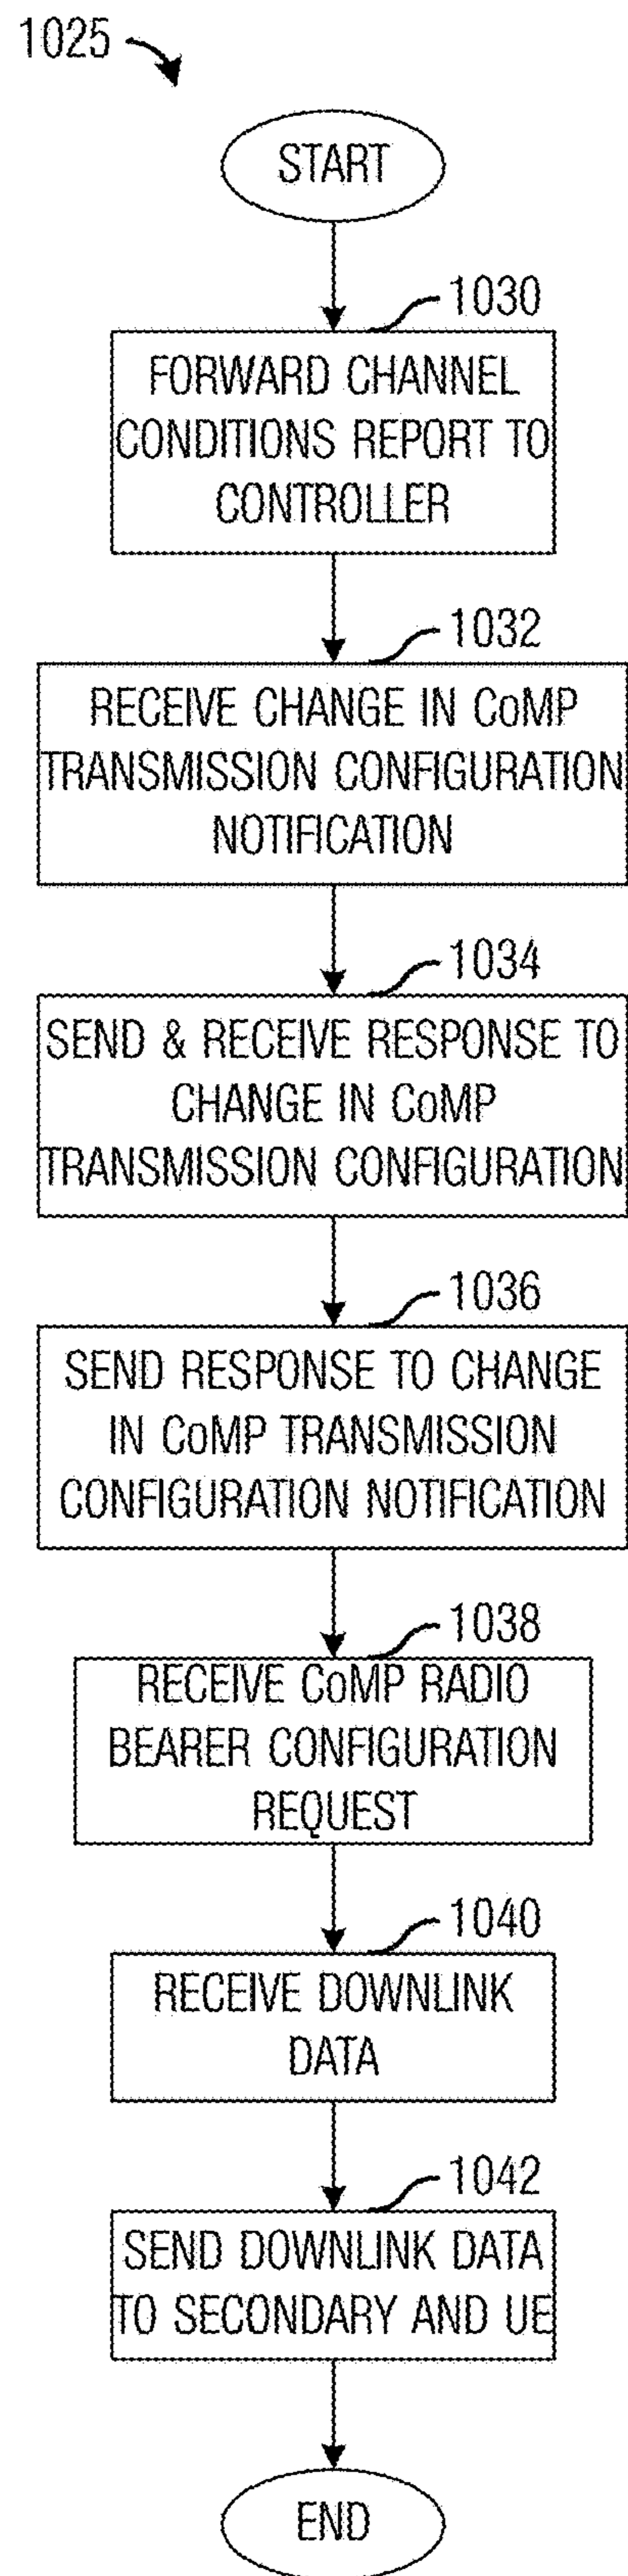 1025
START
1030
FORWARD CHANNEL
CONDITIONS REPORT TO
CONTROLLER
1032
RECEIVE CHANGE IN CoMP
TRANSMISSION CONFIGURATION
NOTIFICATION
1034
SEND & RECEIVE RESPONSE TO
CHANGE IN CoMP
TRANSMISSION CONFIGURATION
1036
SEND RESPONSE TO CHANGE
IN CoMP TRANSMISSION
CONFIGURATION NOTIFICATION
1038
RECEIVE CoMP RADIO
BEARER CONFIGURATION
REQUEST
1040
RECEIVE DOWNLINK
DATA
1042
SEND DOWNLINK DATA
TO SECONDARY AND UE
END